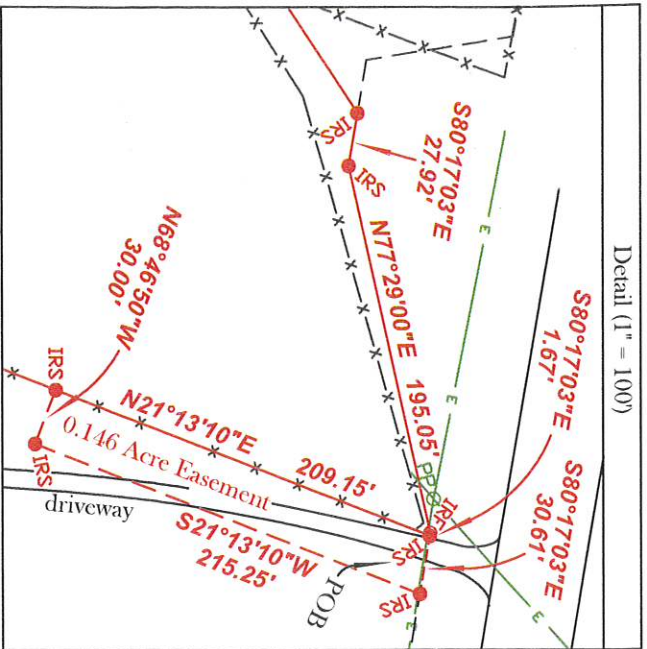 Detail (1" = 100')
S80°17'03"E
1.67'
S80°17'03"E
30.61'
S80°17'03"E
27.92'
IRS
IRS
N77°29'00"E 195.05'
PP
IRF
IRS
IRS
POB
N68°46'50"W
30.00'
IRS
IRS
N21°13'10"E 209.15'
0.146 Acre Easement
S21°13'10"W
215.25'
driveway
E
E
E
E